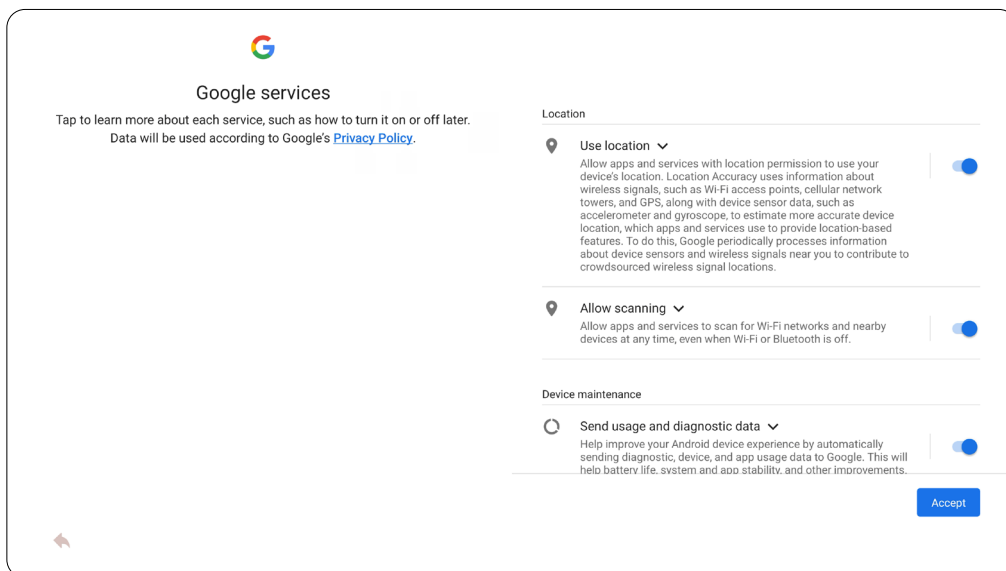 Google services
Tap to learn more about each service, such as how to turn it on or off later.
Data will be used according to Google's Privacy Policy.
Location
Use location
Allow apps and services with location permission to use your
device's location. Location Accuracy uses information about
wireless signals, such as Wi-Fi access points, cellular network
towers, and GPS, along with device sensor data, such as
accelerometer and gyroscope, to estimate more accurate device
location, which apps and services use to provide location-based
features. To do this, Google periodically processes information
about device sensors and wireless signals near you to contribute to
crowdsourced wireless signal locations.
Allow scanning
Allow apps and services to scan for Wi-Fi networks and nearby
devices at any time, even when Wi-Fi or Bluetooth is off.
Device maintenance
Send usage and diagnostic data
Help improve your Android device experience by automatically
sending diagnostic, device, and app usage data to Google. This will
help battery life, system and app stability, and other improvements.
Accept